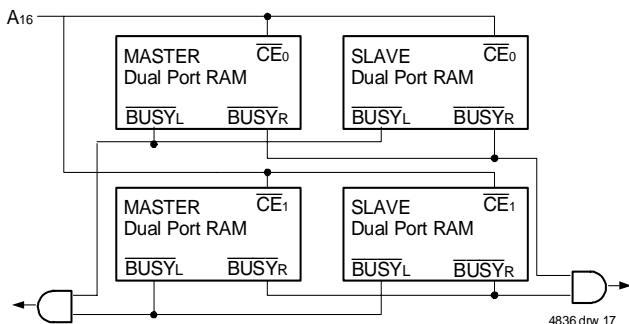 A16
MASTER
Dual Port RAM
CE0
BUSYL
BUSYR
SLAVE
Dual Port RAM
CE0
BUSYL
BUSYR
MASTER
Dual Port RAM
CE1
BUSYL
BUSYR
SLAVE
Dual Port RAM
CE1
BUSYL
BUSYR
4836 drw 17